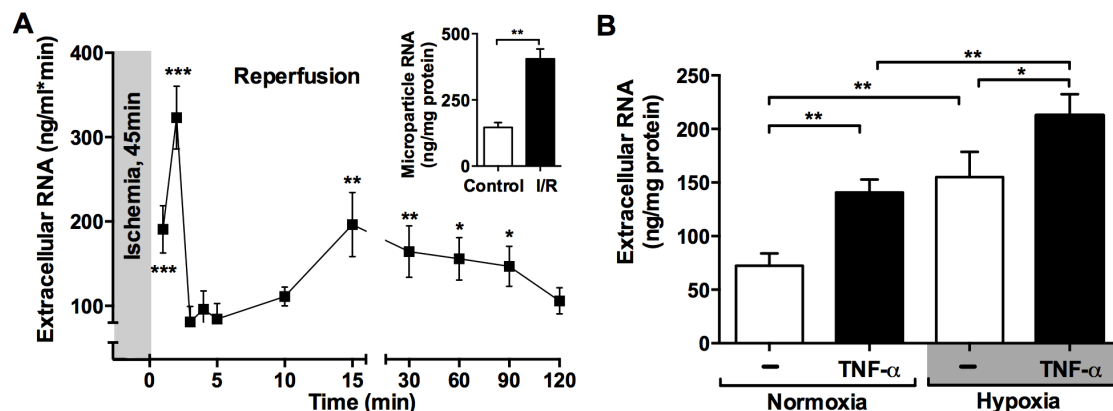 A
Extracellular RNA (ng/ml*min)
400
300
200
100
Ischemia, 45min
Reperfusion
***
***
**
**
*
*
0
5
10
15
30
60
90
120
Time (min)
Microparticle RNA
(ng/mg protein)
500
250
0
**
Control
I/R
B
Extracellular RNA
(ng/mg protein)
250
200
150
100
50
0
**
**
*
**
–
TNF-α
–
TNF-α
Normoxia
Hypoxia